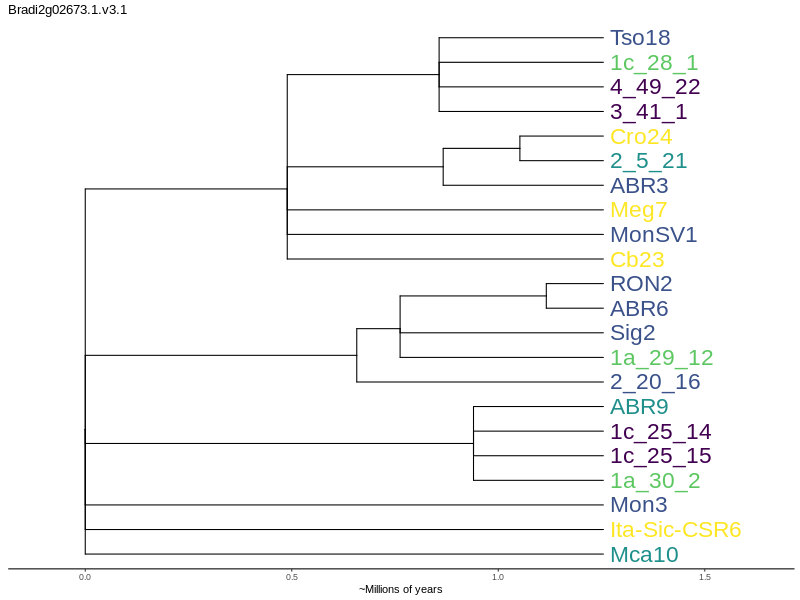 Bradi2g02673.1.v3.1
Tso18
1c_28_1
4_49_22
3_41_1
Cro24
2_5_21
ABR3
Meg7
MonSV1
Cb23
RON2
ABR6
Sig2
1a_29_12
2_20_16
ABR9
1c_25_14
1c_25_15
1a_30_2
Mon3
Ita-Sic-CSR6
Mca10
0.0 0.5 1.0 1.5
~Millions of years